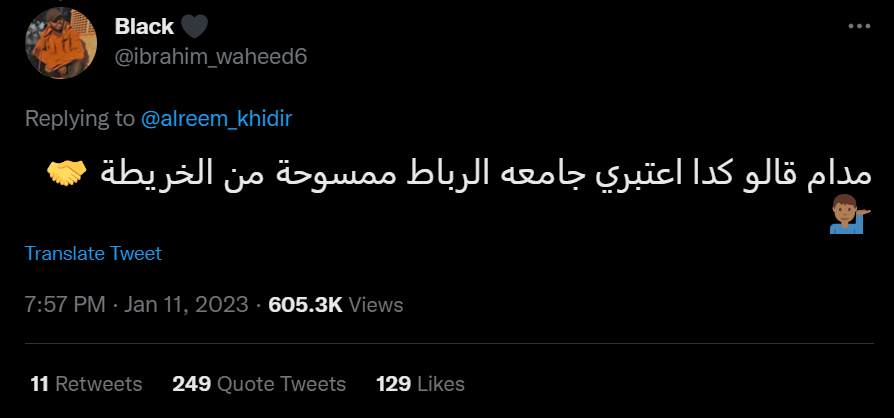 Black 🖤
@ibrahim_waheed6
Replying to @alreem_khidir
مدام قالو كدا اعتبري جامعه الرباط ممسوحة من الخريطة 🤝
💁🏽‍♂️
Translate Tweet
7:57 PM · Jan 11, 2023 · 605.3K Views
11 Retweets 249 Quote Tweets 129 Likes